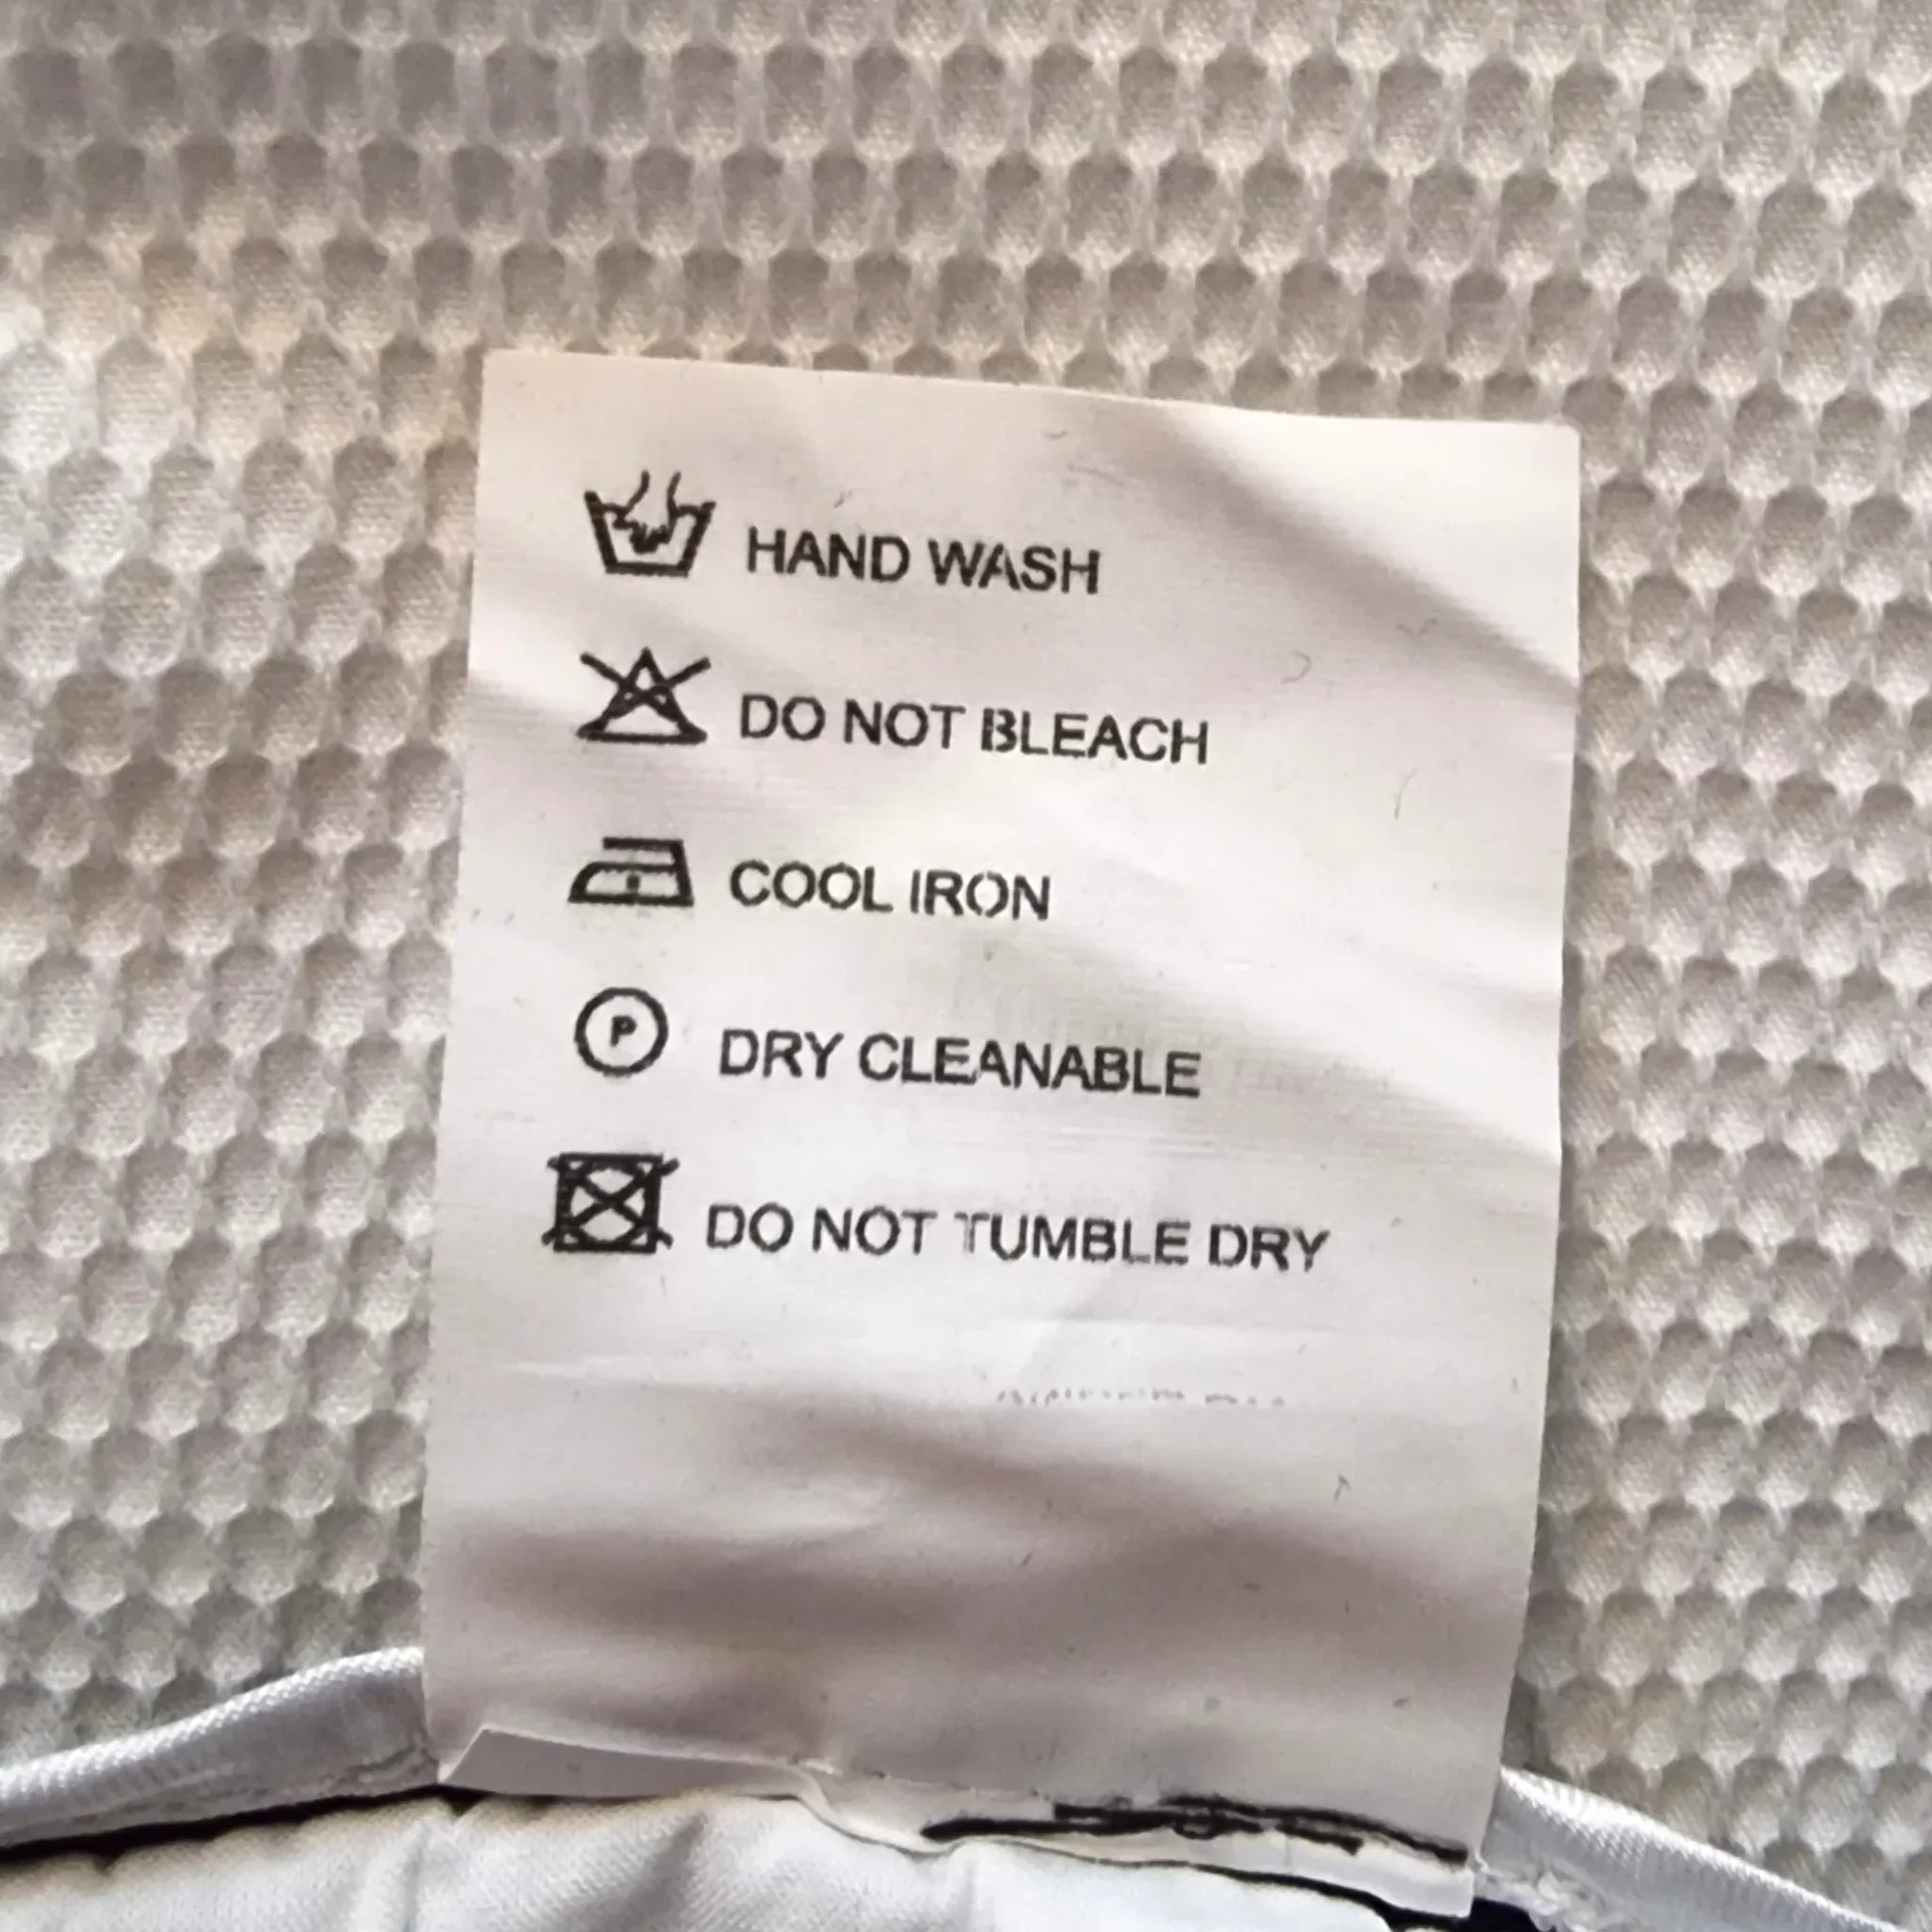 HAND WASH
DO NOT BLEACH
COOL IRON
P
DRY CLEANABLE
DO NOT TUMBLE DRY